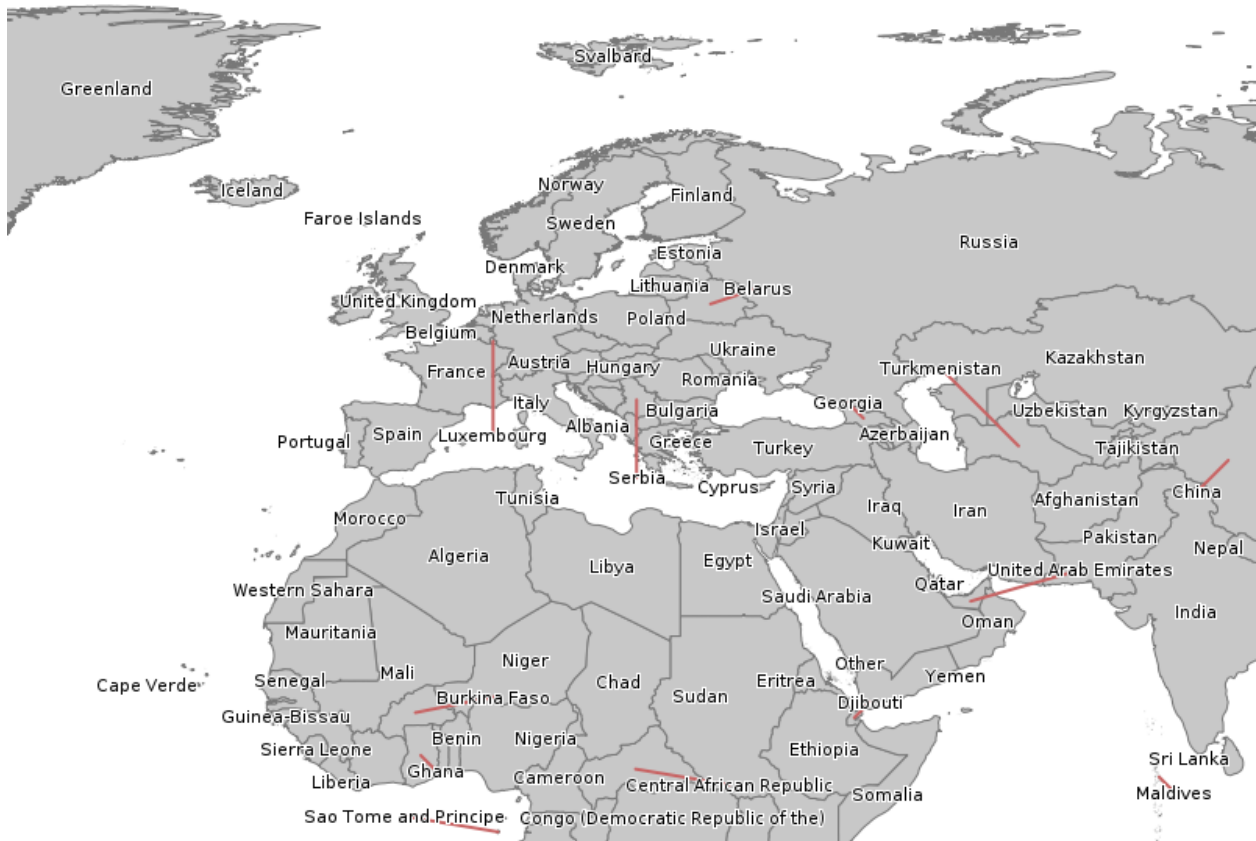 Svalbard
Greenland
Iceland
Norway
Finland
Faroe Islands
Sweden
Russia
Estonia
Denmark
Lithuania
Belarus
United Kingdom
Netherlands
Poland
Belgium
Ukraine
Kazakhstan
Austria
Hungary
Turkmenistan
France
Romania
Italy
Georgia
Bulgaria
Uzbekistan
Kyrgyzstan
Albania
Portugal
Spain
Luxembourg
Greece
Azerbaijan
Turkey
Tajikistan
Serbia
Cyprus
Syria
China
Tunisia
Afghanistan
Iraq
Iran
Morocco
Israel
Pakistan
Kuwait
Nepal
Algeria
Egypt
Libya
United Arab Emirates
Qatar
Western Sahara
Saudi Arabia
India
Oman
Mauritania
Niger
Other
Mali
Yemen
Senegal
Eritrea
Chad
Cape Verde
Sudan
Burkina Faso
Djibouti
Guinea-Bissau
Benin
Nigeria
Sierra Leone
Ethiopia
Sri Lanka
Ghana
Liberia
Cameroon
Central African Republic
Maldives
Somalia
Sao Tome and Principe
Congo (Democratic Republic of the)